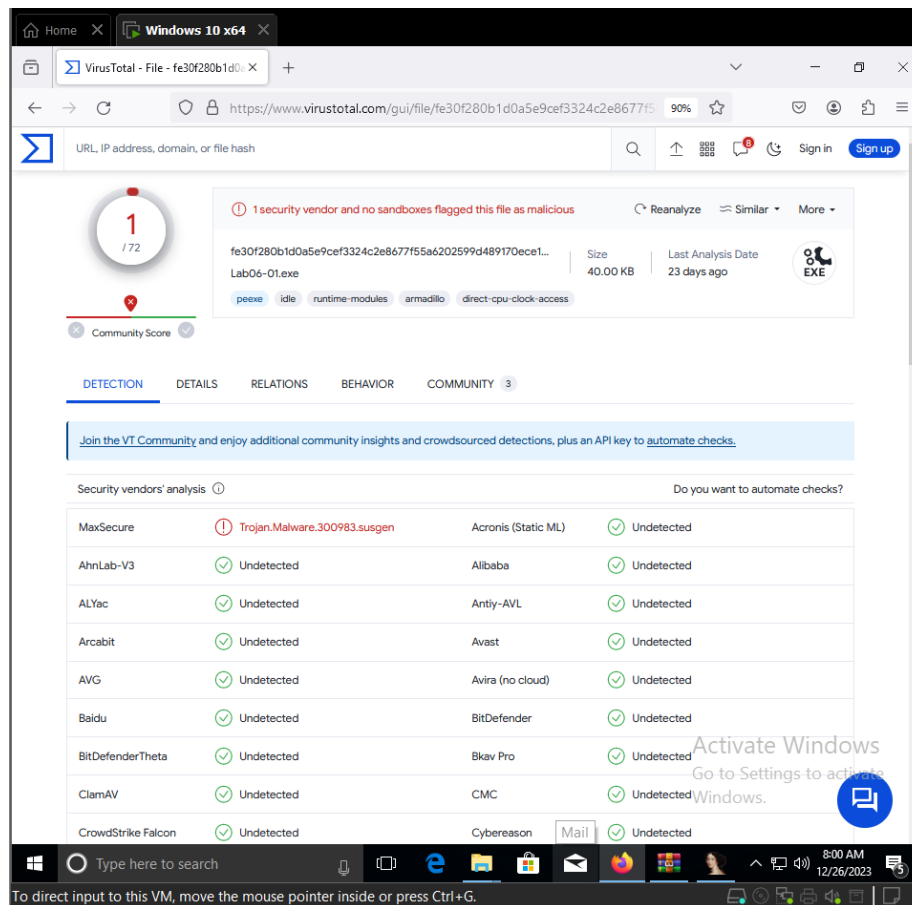 Home
Windows 10 x64
VirusTotal - File - fe30f280b1d0a
https://www.virustotal.com/gui/file/fe30f280b1d0a5e9cef3324c2e8677f5 90%
URL, IP address, domain, or file hash
8
Sign in Sign up
1
/ 72
Community Score
1 security vendor and no sandboxes flagged this file as malicious
Reanalyze Similar More
fe30f280b1d0a5e9cef3324c2e8677f55a6202599d489170ece1...
Lab06-01.exe
Size
40.00 KB
Last Analysis Date
23 days ago
EXE
peexe idle runtime-modules armadillo direct-cpu-clock-access
DETECTION DETAILS RELATIONS BEHAVIOR COMMUNITY 3
Join the VT Community and enjoy additional community insights and crowdsourced detections, plus an API key to automate checks.
Security vendors' analysis Do you want to automate checks?
MaxSecure Trojan.Malware.300983.susgen Acronis (Static ML) Undetected
AhnLab-V3 Undetected Alibaba Undetected
ALYac Undetected Antiy-AVL Undetected
Arcabit Undetected Avast Undetected
AVG Undetected Avira (no cloud) Undetected
Baidu Undetected BitDefender Undetected
BitDefenderTheta Undetected Bkav Pro Undetected
ClamAV Undetected CMC Undetected
CrowdStrike Falcon Undetected Cybereason Undetected
Activate Windows
Go to Settings to activate
Windows.
Mail
Type here to search
8:00 AM
12/26/2023
5
To direct input to this VM, move the mouse pointer inside or press Ctrl+G.